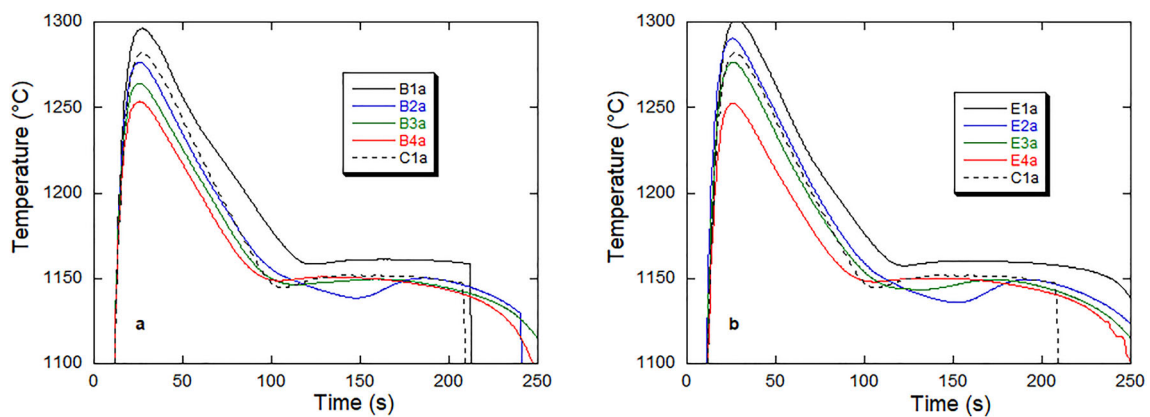 1300
1250
1200
1150
1100
Temperature (°C)
B1a
B2a
B3a
B4a
C1a
a
0 50 100 150 200 250
Time (s)
1300
1250
1200
1150
1100
Temperature (°C)
E1a
E2a
E3a
E4a
C1a
b
0 50 100 150 200 250
Time (s)